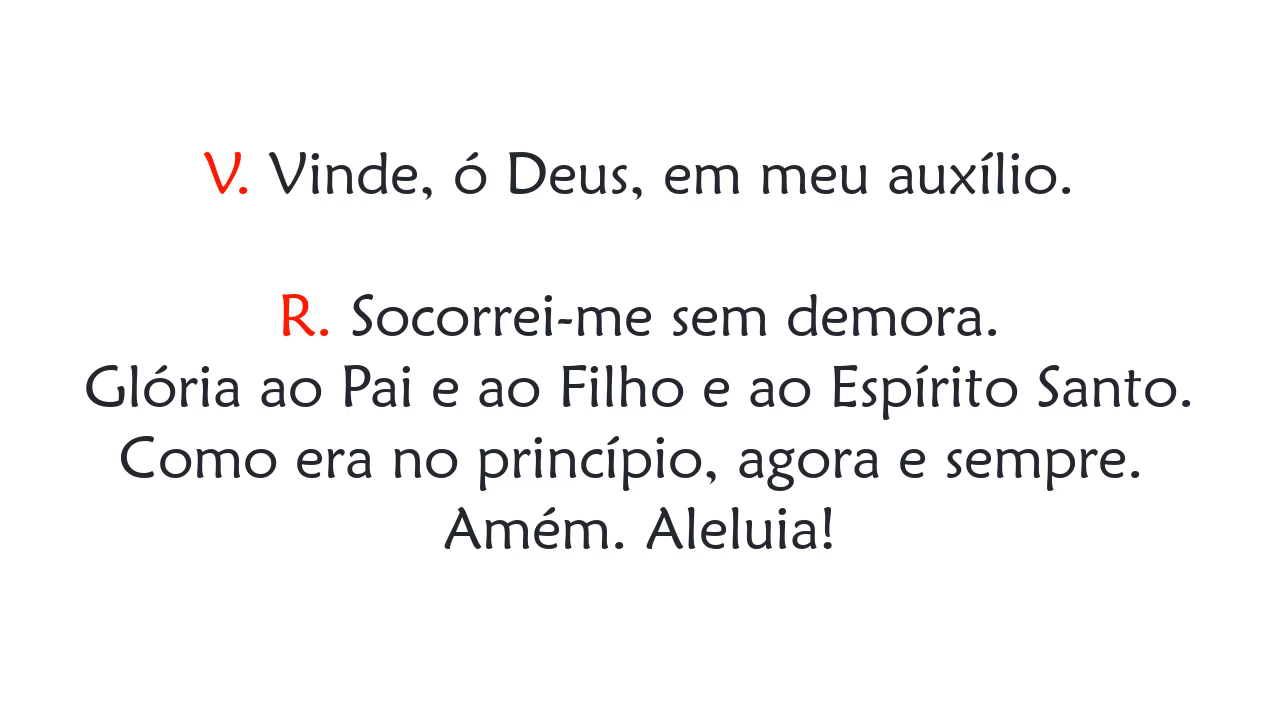 V. Vinde, ó Deus, em meu auxílio.
R. Socorrei-me sem demora.
Glória ao Pai e ao Filho e ao Espírito Santo.
Como era no princípio, agora e sempre.
Amém. Aleluia!